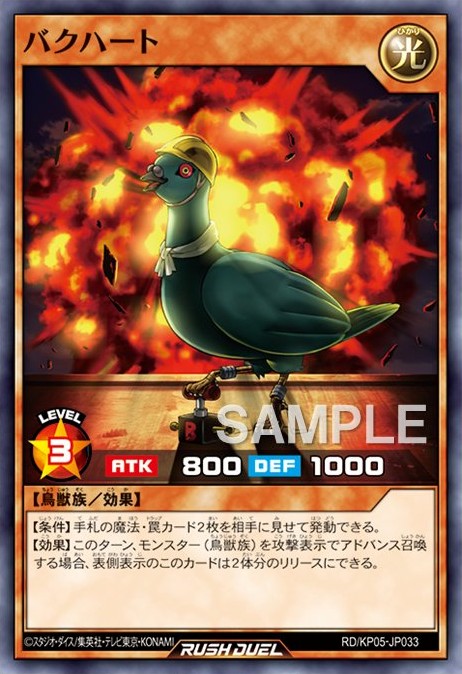 バクハート
ひかり
光
B
SAMPLE
LEVEL
3
ATK 800 DEF 1000
【鳥獣族/効果】
【条件】手札の魔法・罠カード2枚を相手に見せて発動できる。
【効果】このターン、モンスター(鳥獣族)を攻撃表示でアドバンス召喚
する場合、表側表示のこのカードは2体分のリリースにできる。
©スタジオ・ダイス/集英社・テレビ東京・KONAMI
RUSH DUEL
RD/KP05-JP033